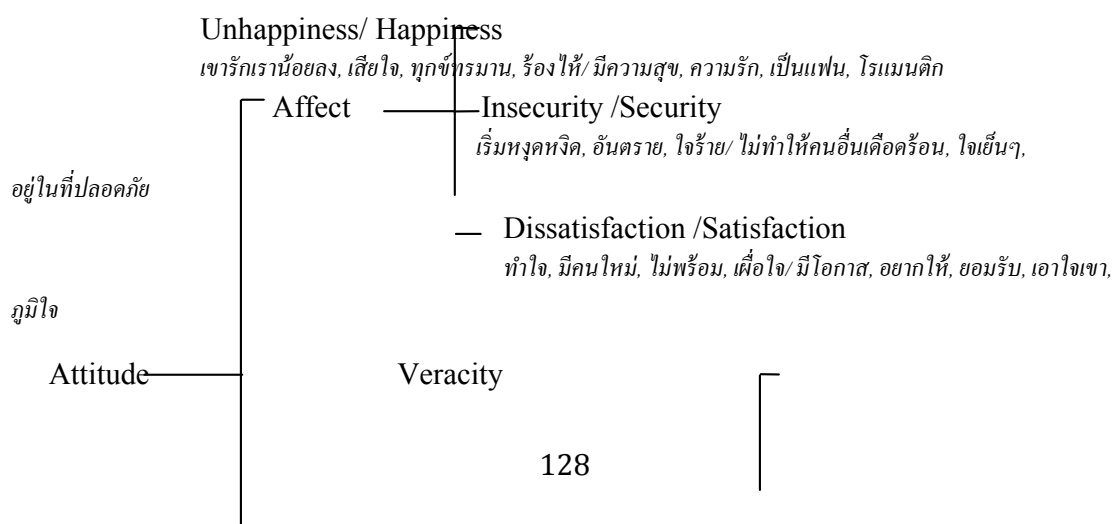 Unhappiness/ Happiness
เขารักเราน้อยลง, เสียใจ, ทุกข์ทรมาน, ร้องไห้/ มีความสุข, ความรัก, เป็นแฟน, โรแมนติก
Affect
Insecurity /Security
เริ่มหงุดหงิด, อันตราย, ใจร้าย/ ไม่ทำให้คนอื่นเดือดร้อน, ใจเย็นๆ,
อยู่ในที่ปลอดภัย
Dissatisfaction /Satisfaction
ทำใจ, มีคนใหม่, ไม่พร้อม, เผื่อใจ/ มีโอกาส, อยากให้, ยอมรับ, เอาใจเขา,
ภูมิใจ
Attitude
Veracity
128